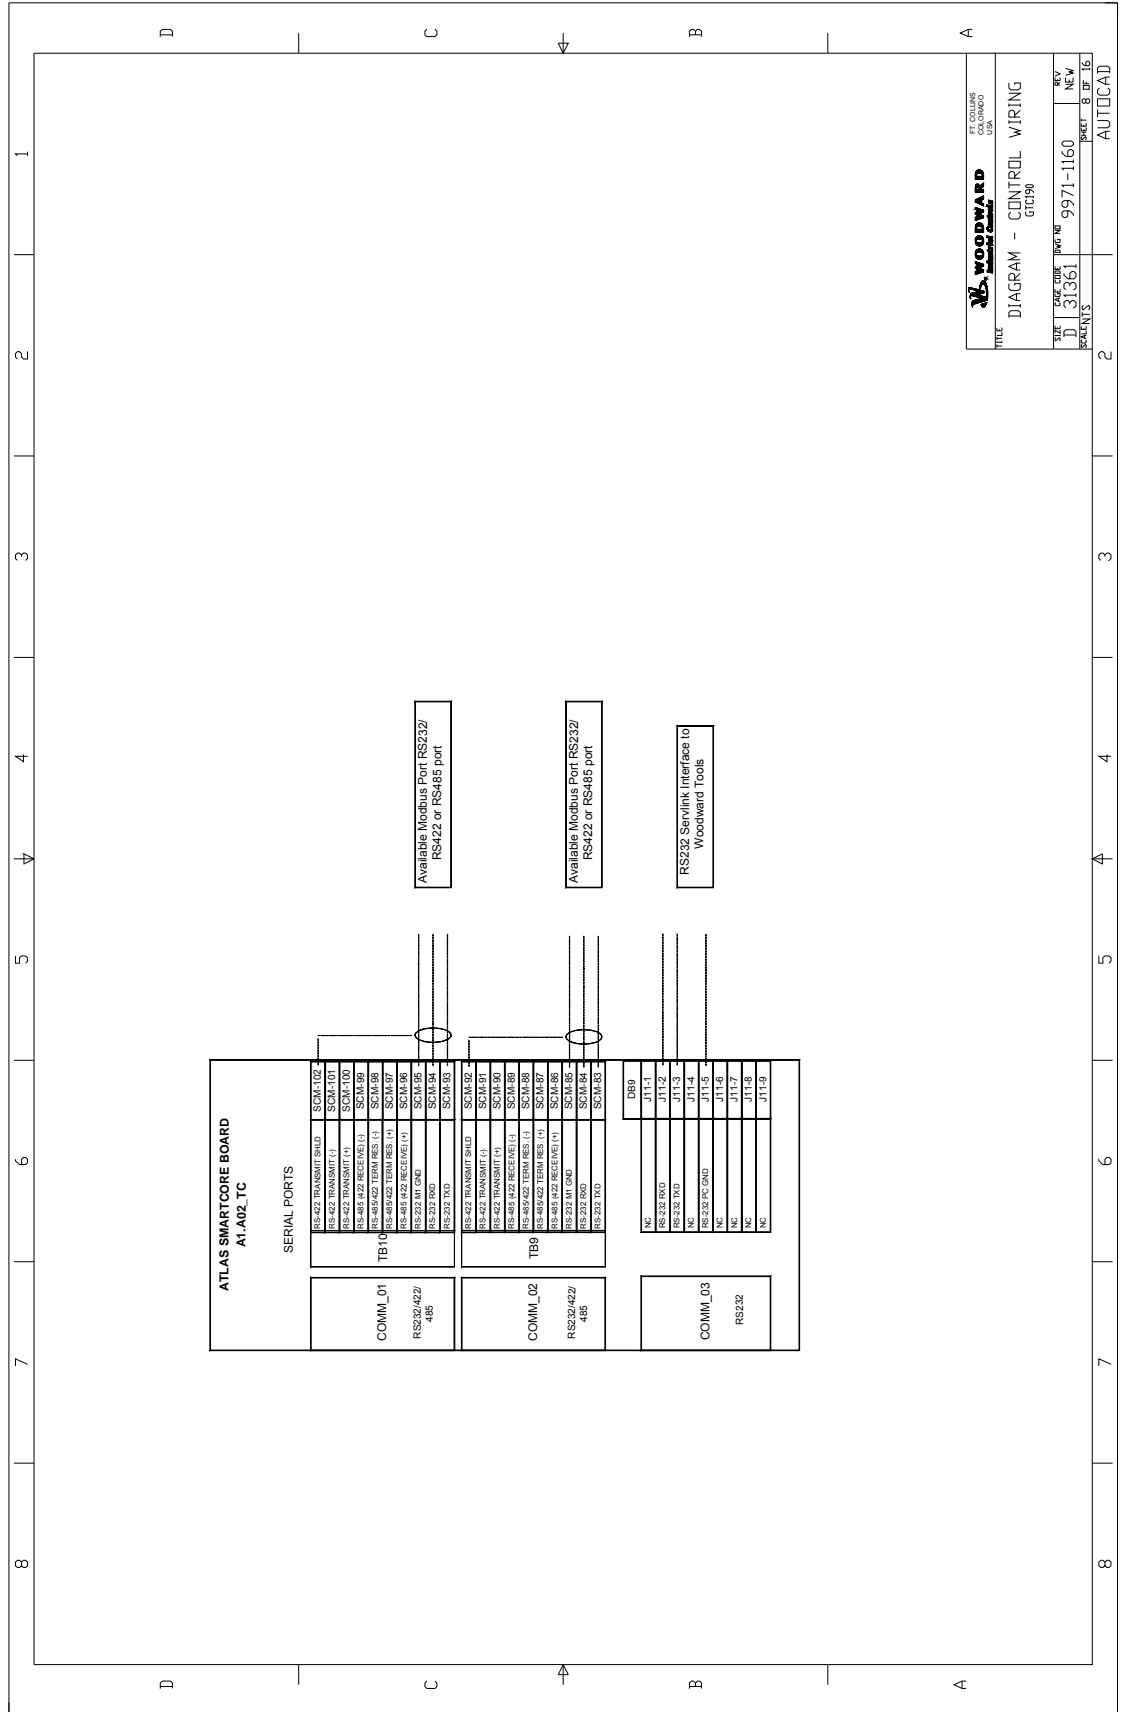 8
7
6
5
4
3
2
1
D
C
B
A
ATLAS SMARTCORE BOARD
A1.A02_TC
SERIAL PORTS
COMM_01
RS232/422/
485
TB10
RS-422 TRANSMIT SHLD SCM-102
RS-422 TRANSMIT (-) SCM-101
RS-422 TRANSMIT (+) SCM-100
RS-485 (422 RECEIVE) (-) SCM-99
RS-485/422 TERM RES. (-) SCM-98
RS-485/422 TERM RES. (+) SCM-97
RS-485 (422 RECEIVE) (+) SCM-96
RS-232 M1 GND SCM-95
RS-232 RXD SCM-94
RS-232 TXD SCM-93
Available Modbus Port RS232/
RS422 or RS485 port
COMM_02
RS232/422/
485
TB9
RS-422 TRANSMIT SHLD SCM-92
RS-422 TRANSMIT (-) SCM-91
RS-422 TRANSMIT (+) SCM-90
RS-485 (422 RECEIVE) (-) SCM-89
RS-485/422 TERM RES. (-) SCM-88
RS-485/422 TERM RES. (+) SCM-87
RS-485 (422 RECEIVE) (+) SCM-86
RS-232 M1 GND SCM-85
RS-232 RXD SCM-84
RS-232 TXD SCM-83
Available Modbus Port RS232/
RS422 or RS485 port
COMM_03
RS232
DB9
NC J11-1
RS-232 RXD J11-2
RS-232 TXD J11-3
NC J11-4
RS-232 PC GND J11-5
NC J11-6
NC J11-7
NC J11-8
NC J11-9
RS232 Servlink Interface to
Woodward Tools
WOODWARD
Industrial Controls
FT. COLLINS
COLORADO
USA
TITLE
DIAGRAM - CONTROL WIRING
GTC190
SIZE
D
CAGE CODE
31361
DWG NO
9971-1160
REV
NEW
SCALE NTS
SHEET 8 OF 16
D
C
B
A
8
7
6
5
4
3
2
AUTOCAD